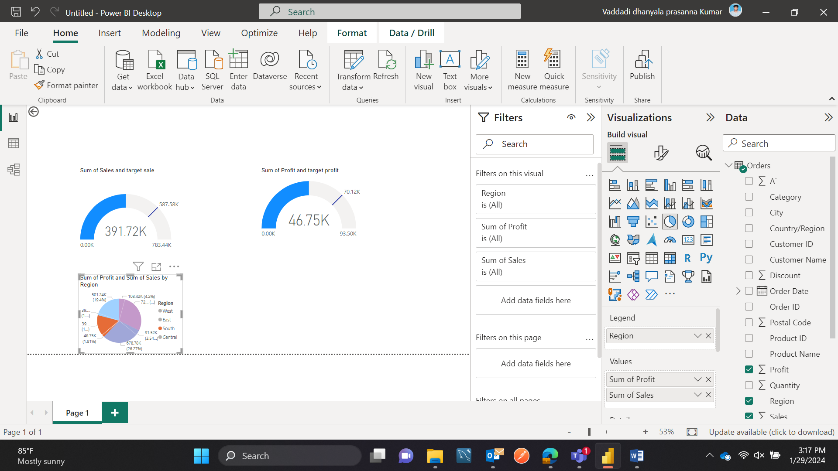 Untitled - Power BI Desktop
Search
Vaddadi dhanyala prasanna Kumar
File Home Insert Modeling View Optimize Help Format Data / Drill
Paste
Cut
Copy
Format painter
Clipboard
Get data
Excel workbook
Data hub
SQL Server
Enter data
Dataverse
Recent sources
Data
Transform data
Refresh
Queries
New visual
Text box
More visuals
Insert
New measure
Quick measure
Calculations
Sensitivity
Sensitivity
Publish
Share
Sum of Sales and target sale
587.58K
391.72K
0.00K
783.44K
Sum of Profit and target profit
70.12K
46.75K
0.00K
93.50K
Sum of Profit and Sum of Sales by
Region
Region
West
South
Central
Filters
Search
Filters on this visual ...
Region
is (All)
Sum of Profit
is (All)
Sum of Sales
is (All)
Add data fields here
Filters on this page ...
Add data fields here
Filters on all pages
Visualizations
Build visual
R
Py
123
...
Legend
Region
Values
Sum of Profit
Sum of Sales
Data
Search
Orders
Category
City
Country/Region
Customer ID
Customer Name
Discount
Order Date
Order ID
Postal Code
Product ID
Product Name
Profit
Quantity
Region
Sales
Page 1
+
Page 1 of 1
- + 53%
Update available (click to download)
85°F
Mostly sunny
Search
3:17 PM
1/29/2024